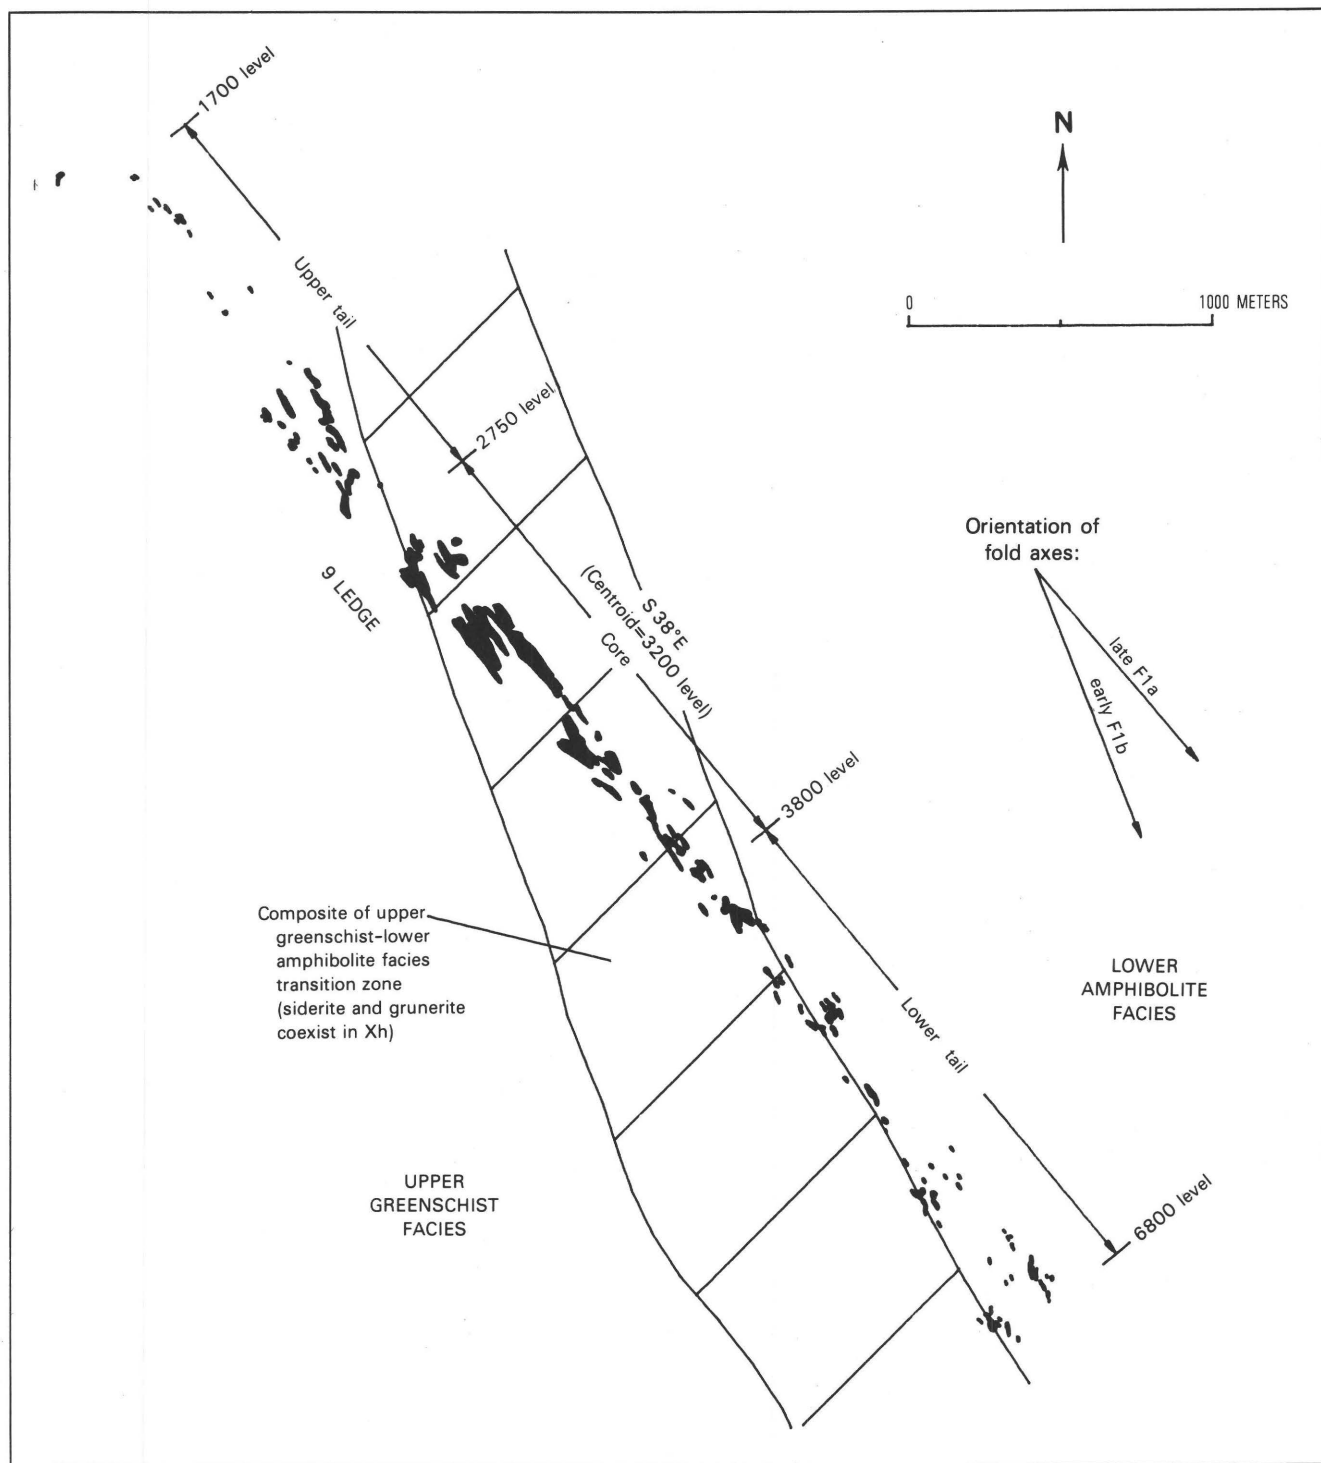 1700 level
N
0 1000 METERS
Upper tail
2750 level
Orientation of
fold axes:
9 LEDGE
S 38°E
(Centroid=3200 level)
Core
late F1a
early F1b
3800 level
Composite of upper
greenschist-lower
amphibolite facies
transition zone
(siderite and grunerite
coexist in Xh)
LOWER
AMPHIBOLITE
FACIES
Lower tail
UPPER
GREENSCHIST
FACIES
6800 level